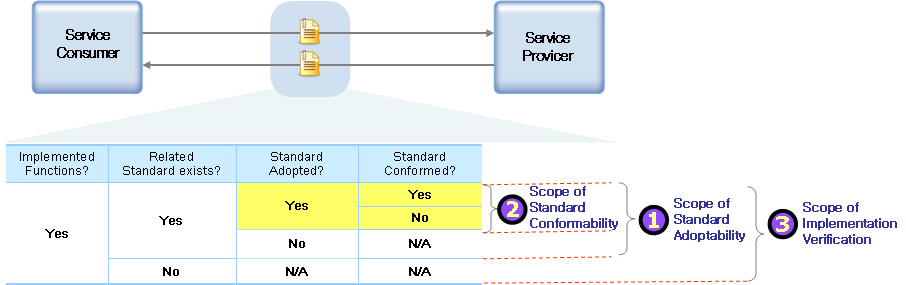 Service
Consumer
Service
Provicer
Implemented
Functions?
Related
Standard exists?
Standard
Adopted?
Standard
Conformed?
Yes
Yes
Yes
Yes
No
No
N/A
No
N/A
N/A
2
Scope of
Standard
Conformability
1
Scope of
Standard
Adoptability
3
Scope of
Implementation
Verification